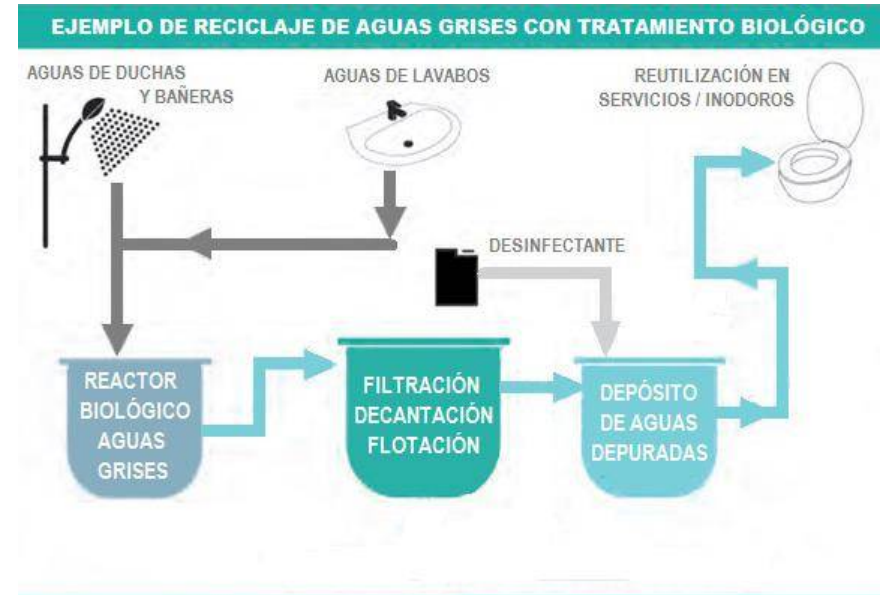 EJEMPLO DE RECICLAJE DE AGUAS GRISES CON TRATAMIENTO BIOLÓGICO
AGUAS DE DUCHAS
Y BAÑERAS
AGUAS DE LAVABOS
REUTILIZACIÓN EN
SERVICIOS / INODOROS
DESINFECTANTE
REACTOR
BIOLÓGICO
AGUAS
GRISES
FILTRACIÓN
DECANTACIÓN
FLOTACIÓN
DEPÓSITO
DE AGUAS
DEPURADAS